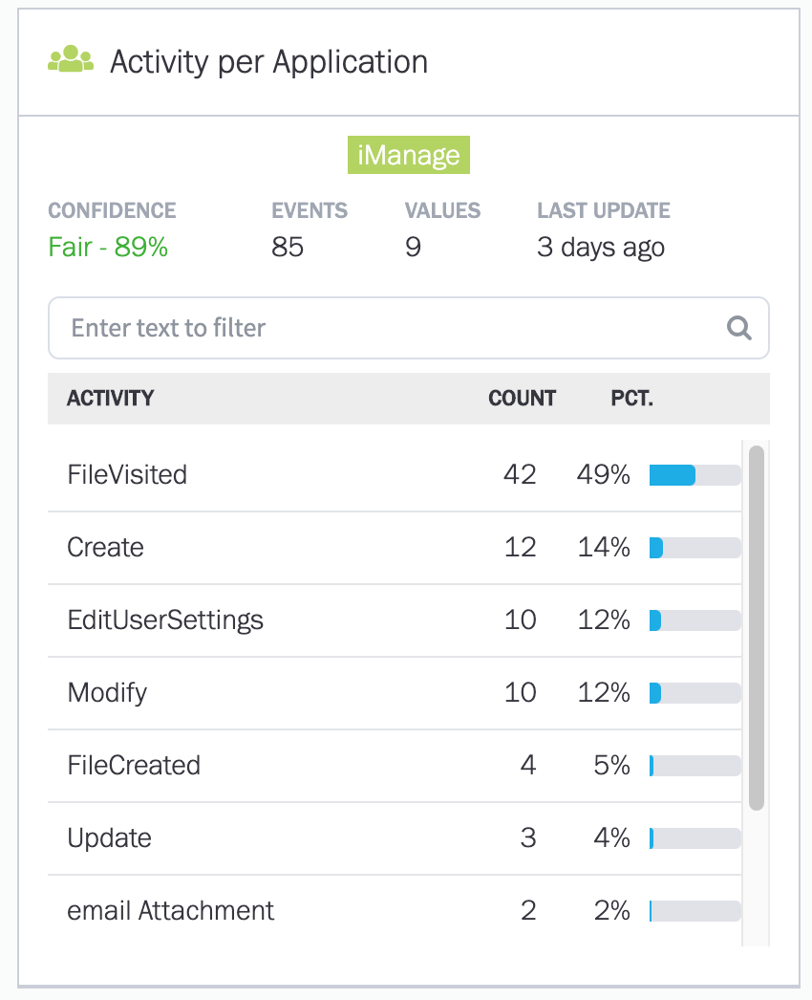 Activity per Application
iManage
CONFIDENCE EVENTS VALUES LAST UPDATE
Fair - 89% 85 9 3 days ago
Enter text to filter
ACTIVITY COUNT PCT.
FileVisited 42 49%
Create 12 14%
EditUserSettings 10 12%
Modify 10 12%
FileCreated 4 5%
Update 3 4%
email Attachment 2 2%